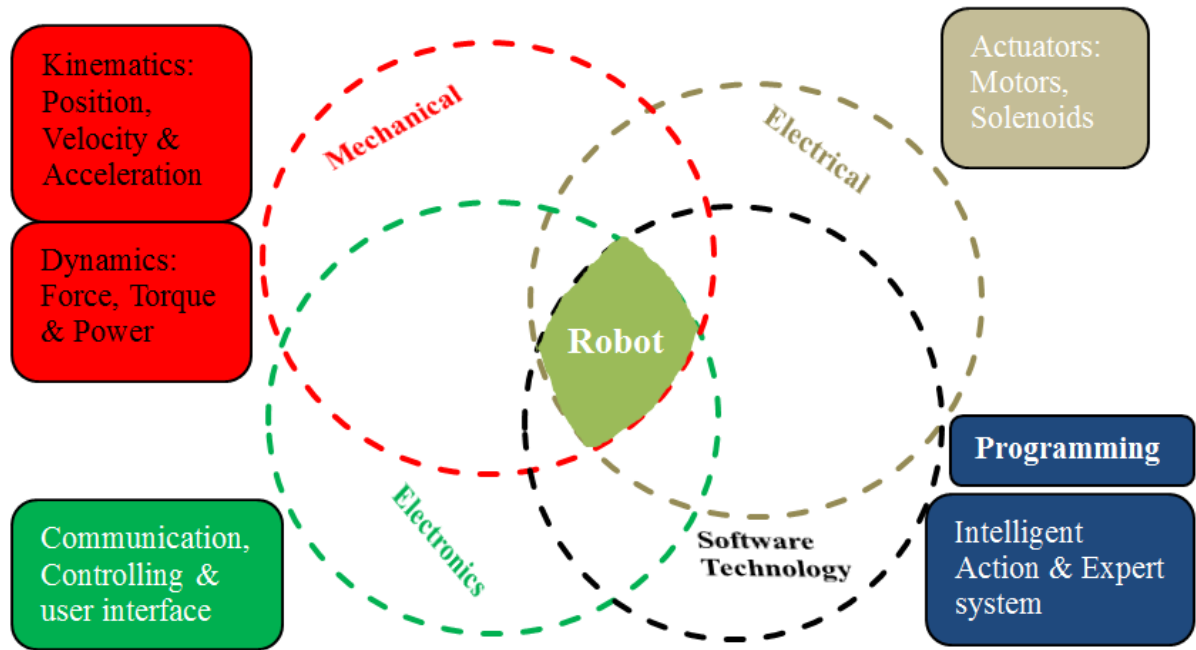 Kinematics:
Position,
Velocity &
Acceleration
Dynamics:
Force, Torque
& Power
Mechanical
Electrical
Actuators:
Motors,
Solenoids
Robot
Programming
Intelligent
Action & Expert
system
Software
Technology
Electronics
Communication,
Controlling &
user interface